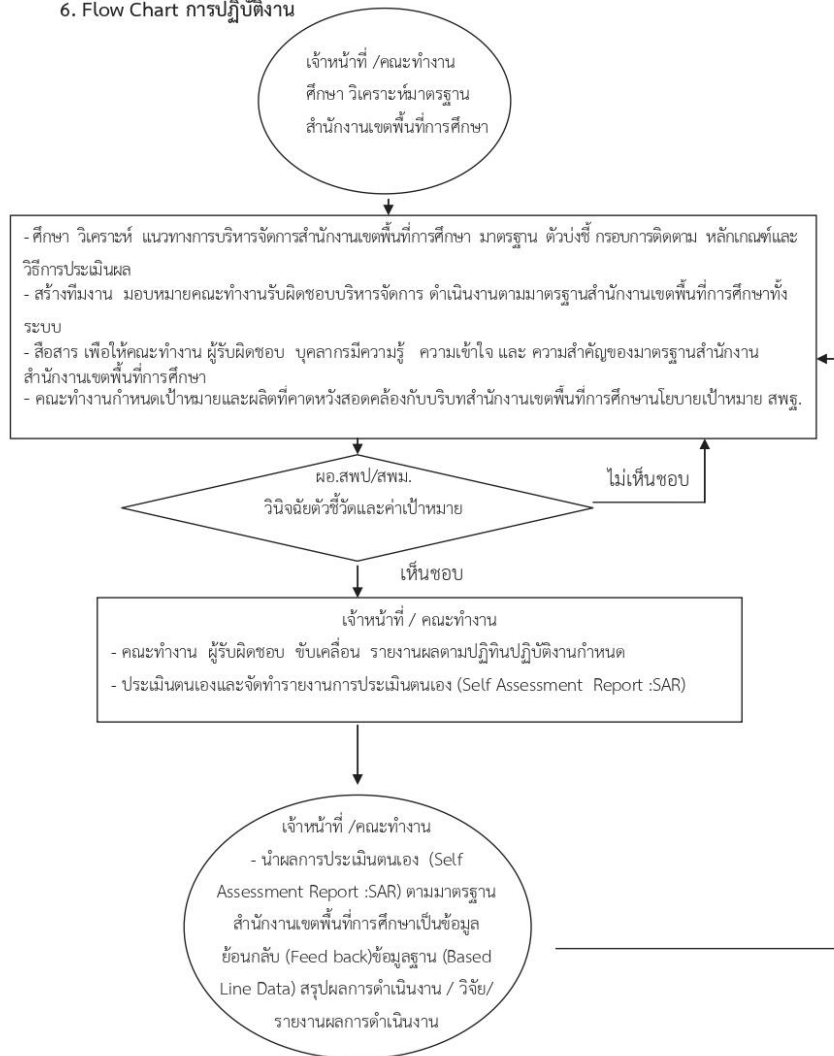 6. Flow Chart การปฏิบัติงาน
เจ้าหน้าที่ /คณะทำงาน
ศึกษา วิเคราะห์มาตรฐาน
สำนักงานเขตพื้นที่การศึกษา
- ศึกษา วิเคราะห์ แนวทางการบริหารจัดการสำนักงานเขตพื้นที่การศึกษา มาตรฐาน ตัวบ่งชี้ กรอบการติดตาม หลักเกณฑ์และ
วิธีการประเมินผล
- สร้างทีมงาน มอบหมายคณะทำงานรับผิดชอบบริหารจัดการ ดำเนินงานตามมาตรฐานสำนักงานเขตพื้นที่การศึกษาทั้ง
ระบบ
- สือสาร เพือให้คณะทำงาน ผู้รับผิดชอบ บุคลากรมีความรู้ ความเข้าใจ และ ความสำคัญของมาตรฐานสำนักงาน
สำนักงานเขตพื้นที่การศึกษา
- คณะทำงานกำหนดเป้าหมายและผลิตที่คาดหวังสอดคล้องกับบริบทสำนักงานเขตพื้นที่การศึกษานโยบายเป้าหมาย สพฐ.
ผอ.สพป/สพม.
วินิจฉัยตัวชี้วัดและค่าเป้าหมาย
ไม่เห็นชอบ
เห็นชอบ
เจ้าหน้าที่ / คณะทำงาน
- คณะทำงาน ผู้รับผิดชอบ ขับเคลื่อน รายงานผลตามปฏิทินปฏิบัติงานกำหนด
- ประเมินตนเองและจัดทำรายงานการประเมินตนเอง (Self Assessment Report :SAR)
เจ้าหน้าที่ /คณะทำงาน
- นำผลการประเมินตนเอง (Self
Assessment Report :SAR) ตามมาตรฐาน
สำนักงานเขตพื้นที่การศึกษาเป็นข้อมูล
ย้อนกลับ (Feed back)ข้อมูลฐาน (Based
Line Data) สรุปผลการดำเนินงาน / วิจัย/
รายงานผลการดำเนินงาน